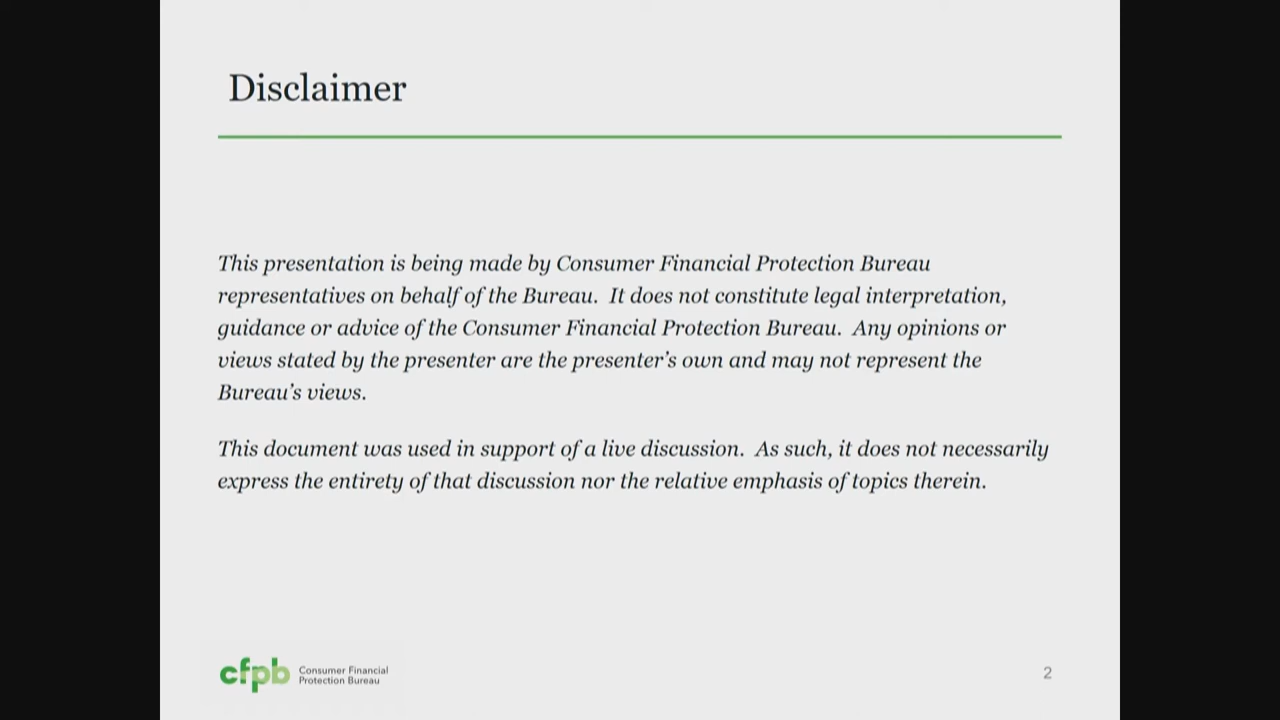 Disclaimer
This presentation is being made by Consumer Financial Protection Bureau
representatives on behalf of the Bureau.  It does not constitute legal interpretation,
guidance or advice of the Consumer Financial Protection Bureau.  Any opinions or
views stated by the presenter are the presenter’s own and may not represent the
Bureau’s views.
This document was used in support of a live discussion.  As such, it does not necessarily
express the entirety of that discussion nor the relative emphasis of topics therein.
cfpb
Consumer Financial
Protection Bureau
2